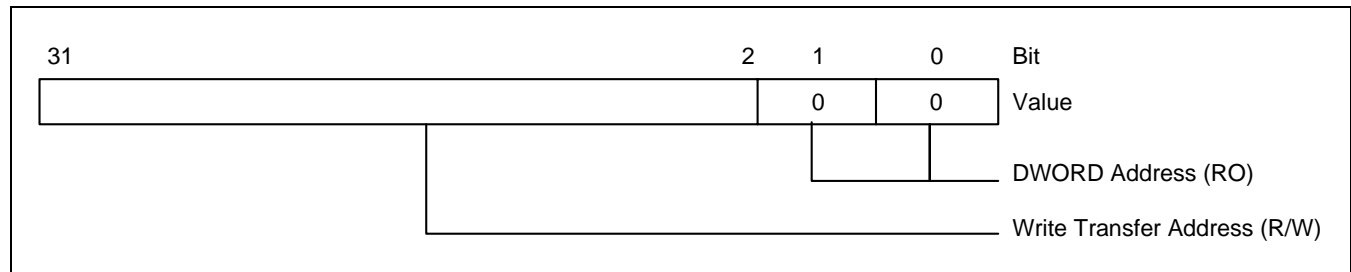 31 2 1 0 Bit
0 0 Value
DWORD Address (RO)
Write Transfer Address (R/W)